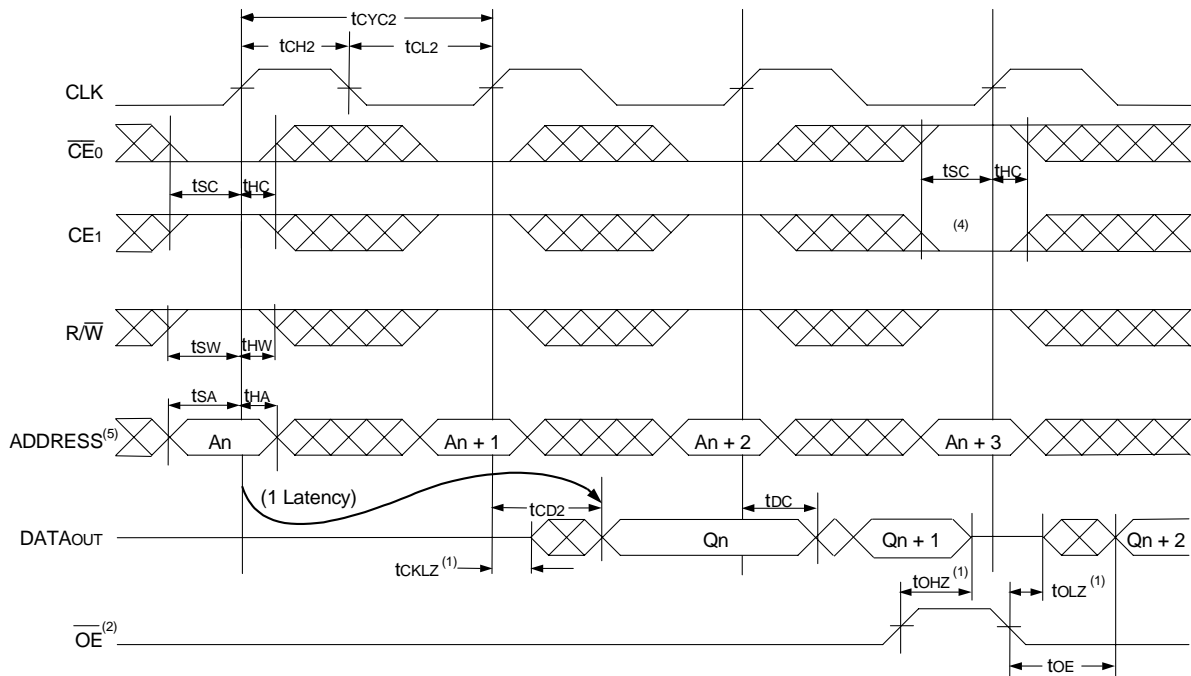 tCYC2
tCH2 tCL2
CLK
CE0
tSC tHC tSC tHC
CE1 (4)
R/W
tSW tHW
tSA tHA
ADDRESS(5) An An + 1 An + 2 An + 3
(1 Latency) tCD2 tDC
DATAOUT Qn Qn + 1 Qn + 2
tCKLZ (1) tOHZ (1) tOLZ (1)
OE(2)
tOE